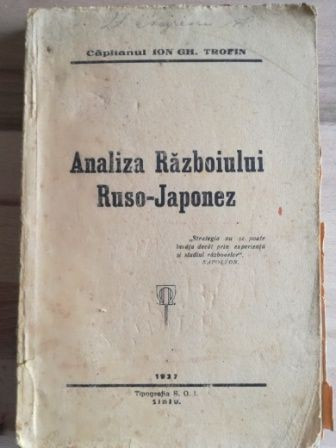 Căpitanul ION GH. TROFIN
Analiza Războiului
Ruso-Japonez
„Strategia nu se poate
învăța decât prin experiență
și studiul războaelor".
NAPOLEON.
1937
Tipografia S. O. I.
Sibiu.